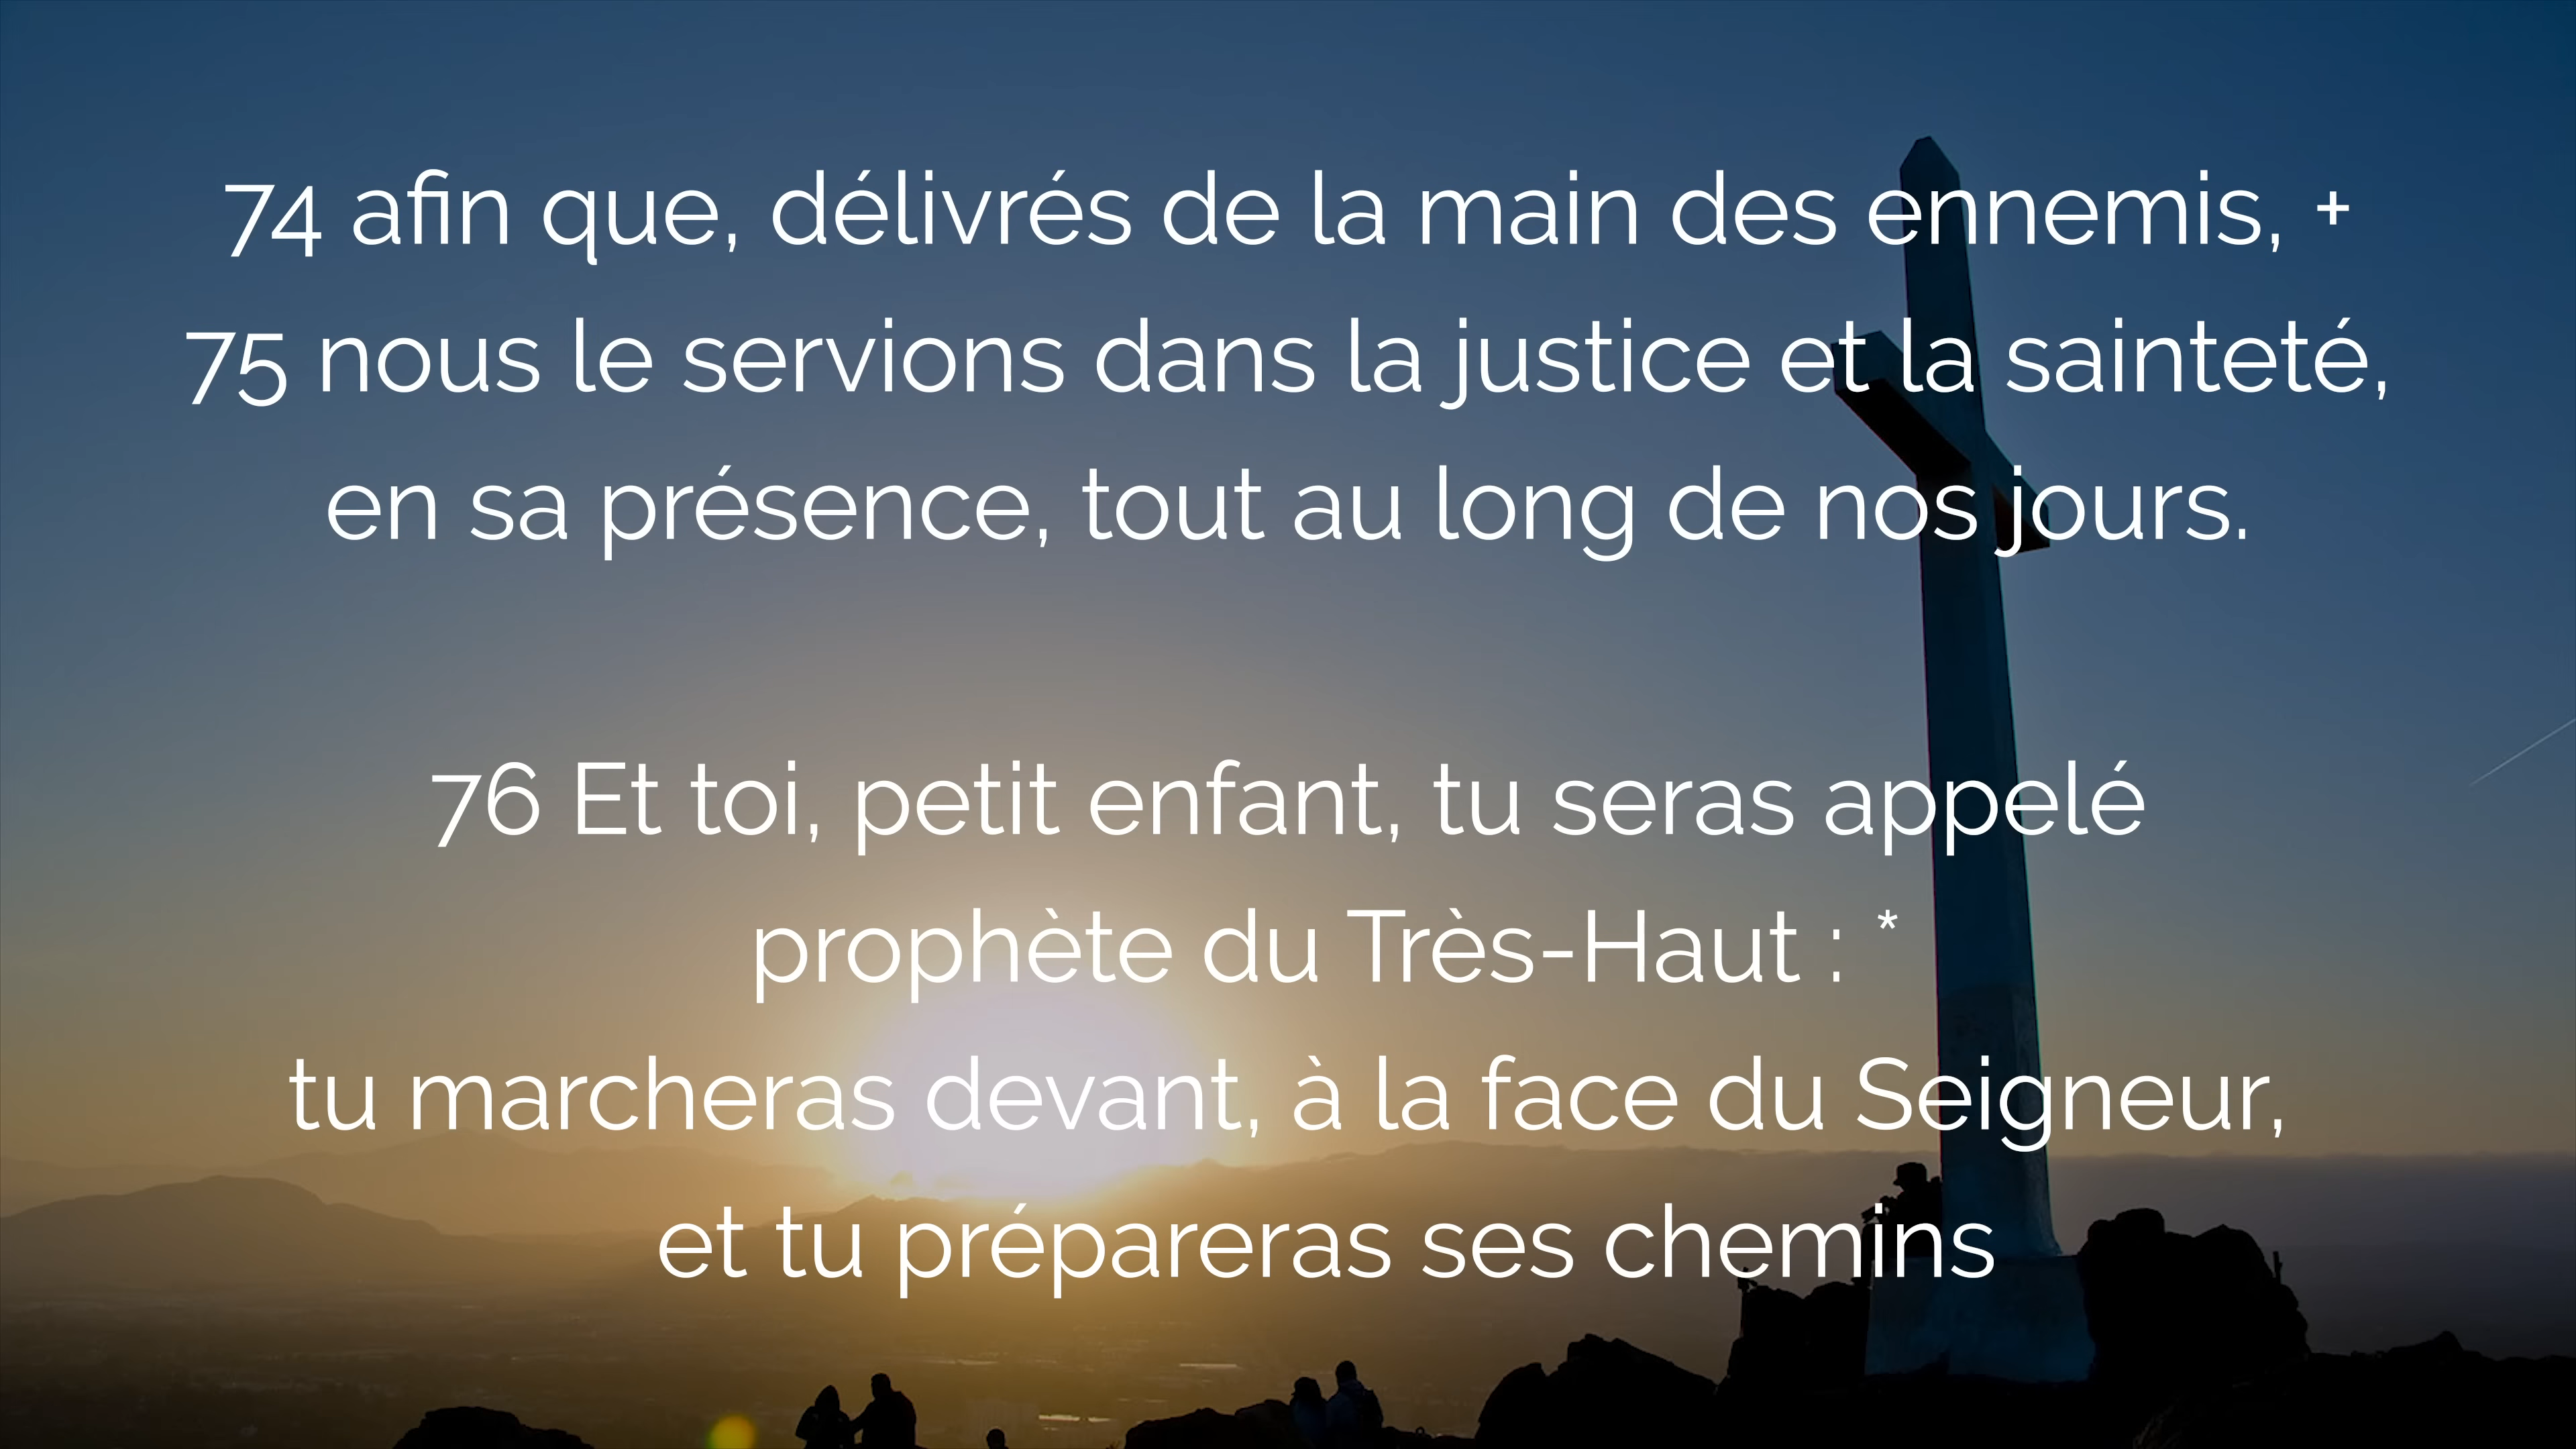 74 afin que, délivrés de la main des ennemis, +
75 nous le servions dans la justice et la sainteté,
en sa présence, tout au long de nos jours.
76 Et toi, petit enfant, tu seras appelé
prophète du Très-Haut : *
tu marcheras devant, à la face du Seigneur,
et tu prépareras ses chemins